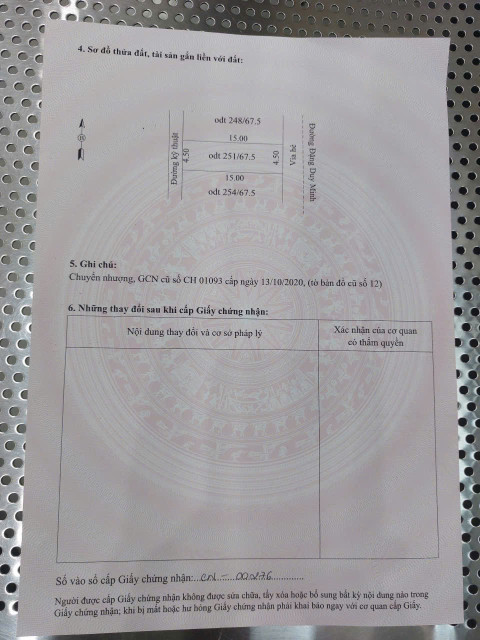 4. Sơ đồ thửa đất, tài sản gắn liền với đất:
Đường kỹ thuật
4.50
odt 248/67.5
15.00
odt 251/67.5
15.00
odt 254/67.5
4.50
Vỉa hè
Đường Đặng Duy Minh
5. Ghi chú:
Chuyển nhượng, GCN cũ số CH 01093 cấp ngày 13/10/2020, (tờ bản đồ cũ số 12)
6. Những thay đổi sau khi cấp Giấy chứng nhận:
Nội dung thay đổi và cơ sở pháp lý
Xác nhận của cơ quan
có thẩm quyền
Số vào sổ cấp Giấy chứng nhận:
Người được cấp Giấy chứng nhận không được sửa chữa, tẩy xóa hoặc bổ sung bất kỳ nội dung nào trong
Giấy chứng nhận; khi bị mất hoặc hư hỏng Giấy chứng nhận phải khai báo ngay với cơ quan cấp Giấy.